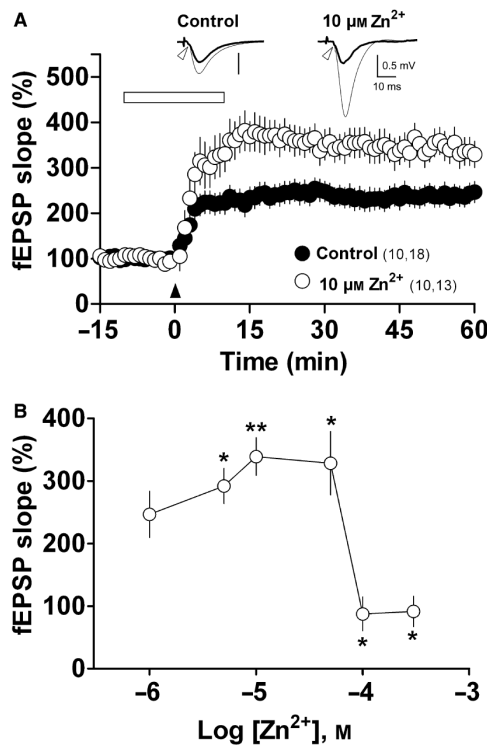 A
Control
10 μM Zn²⁺
0.5 mV
10 ms
fEPSP slope (%)
500
400
300
200
100
0
Control (10,18)
10 μM Zn²⁺ (10,13)
–15
0
15
30
45
60
Time (min)
B
fEPSP slope (%)
400
300
200
100
0
*
**
*
*
*
–6
–5
–4
–3
Log [Zn²⁺], M